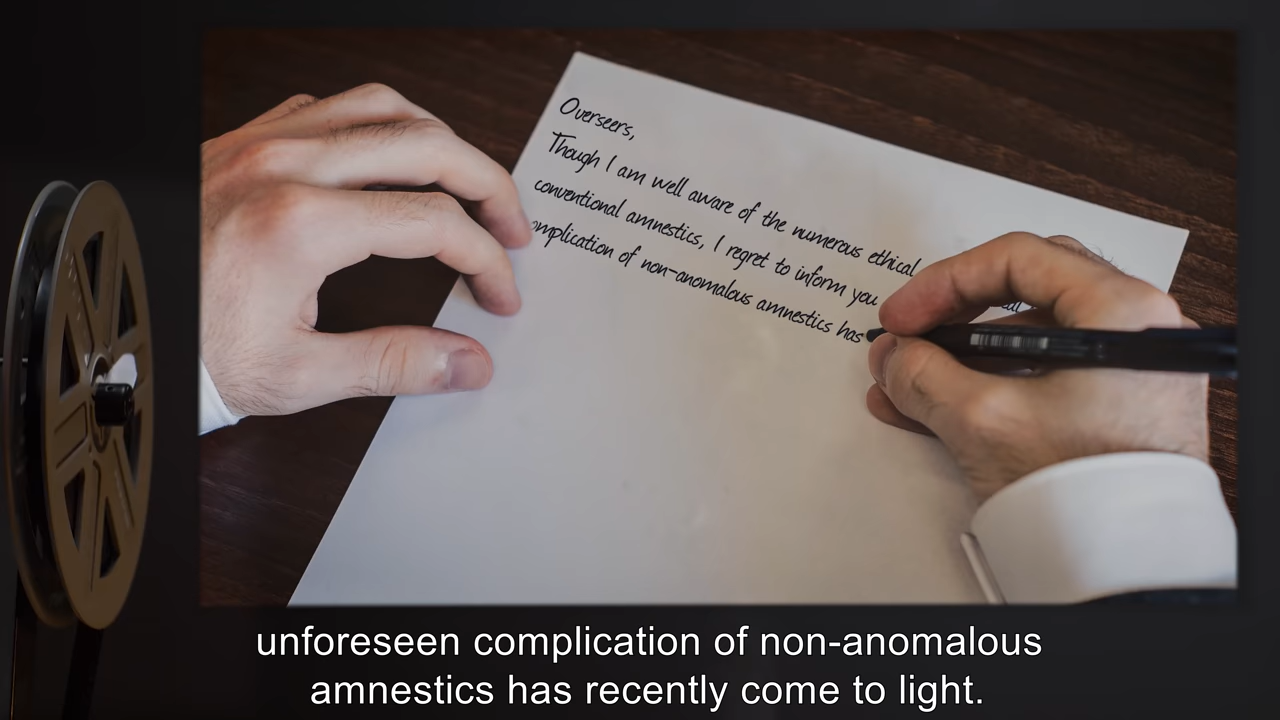 Overseers,
Though I am well aware of the numerous ethical
conventional amnestics, I regret to inform you
omplication of non-anomalous amnestics has
unforeseen complication of non-anomalous
amnestics has recently come to light.